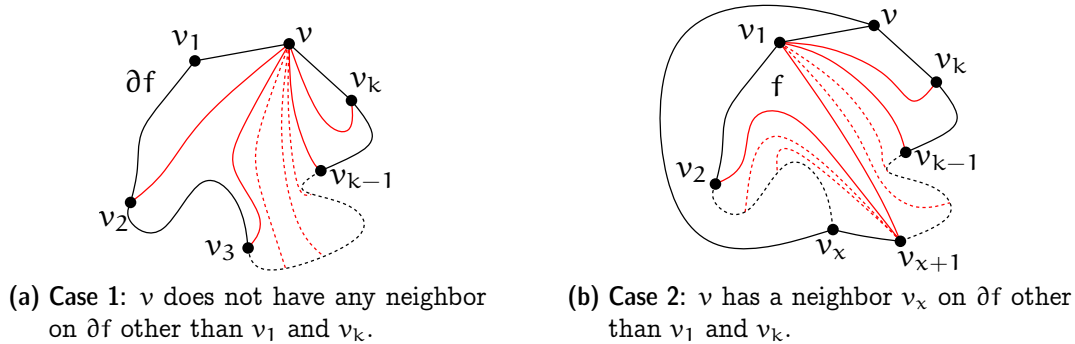 v₁ v
∂f
vₖ
vₖ₋₁
v₂
v₃
v₁ v
f vₖ
v₂ vₖ₋₁
vₓ
vₓ₊₁
(a) Case 1: v does not have any neighbor
on ∂f other than v₁ and vₖ.
(b) Case 2: v has a neighbor vₓ on ∂f other
than v₁ and vₖ.